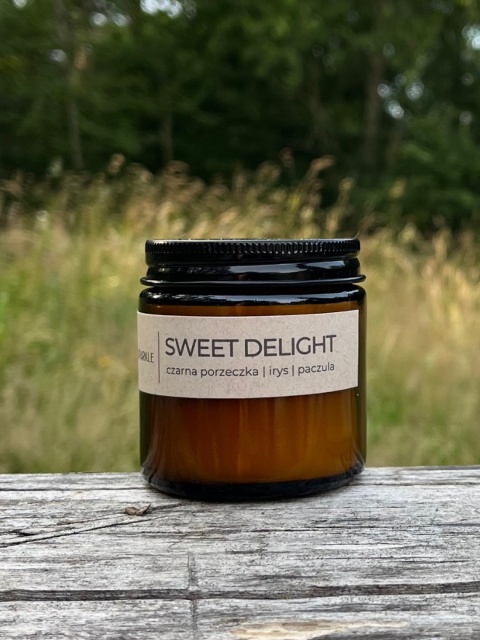 SWEET DELIGHT
czarna porzeczka | irys | paczula